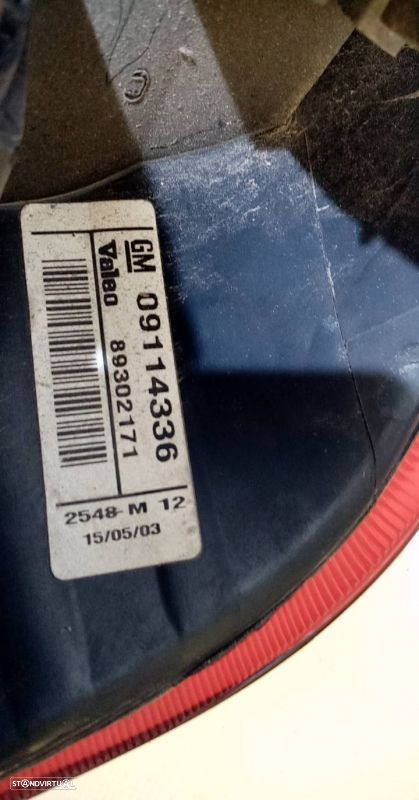 GM 09114336
Valeo 89302171
2548-M 12
15/05/03
STANDVIRTUAL